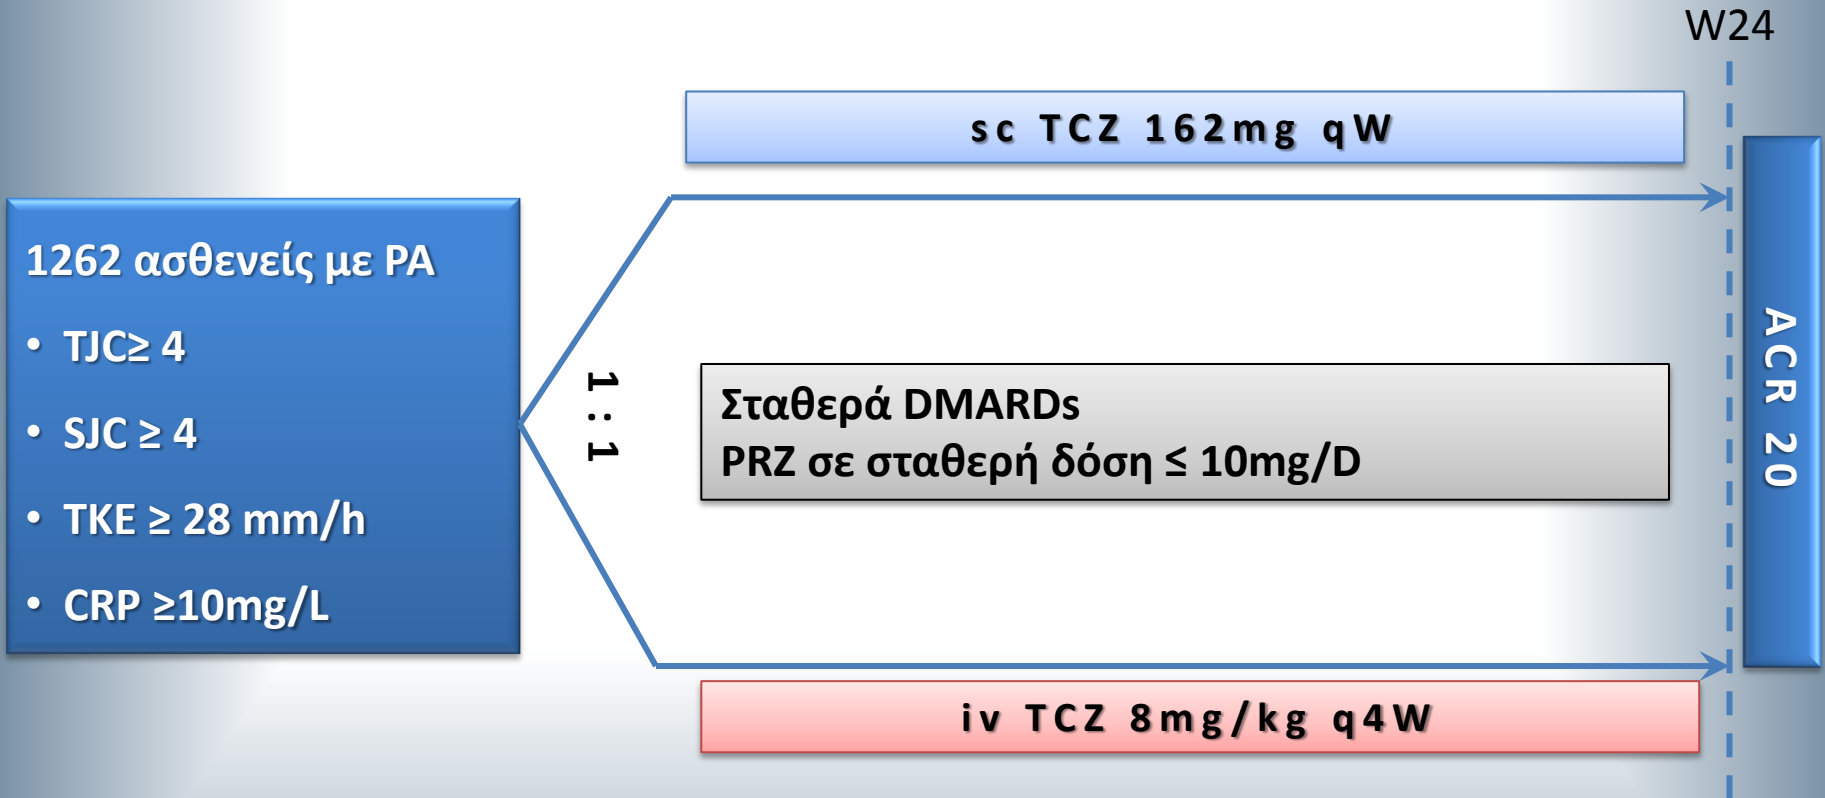 W24
sc TCZ 162mg qW
1262 ασθενείς με ΡΑ
• TJC≥ 4
• SJC ≥ 4
• ΤΚΕ ≥ 28 mm/h
• CRP ≥10mg/L
1:1
Σταθερά DMARDs
PRZ σε σταθερή δόση ≤ 10mg/D
ACR 20
iv TCZ 8mg/kg q4W